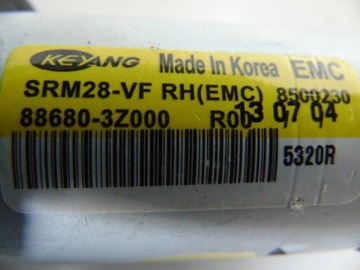 KEYANG Made In Korea EMC
SRM28-VF RH(EMC) 8500230
88680-3Z000 R00 13 07 04
5320R